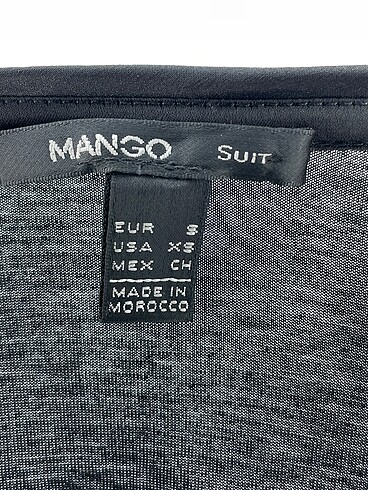 MANGO SUIT
EUR S
USA XS
MEX CH
MADE IN
MOROCCO